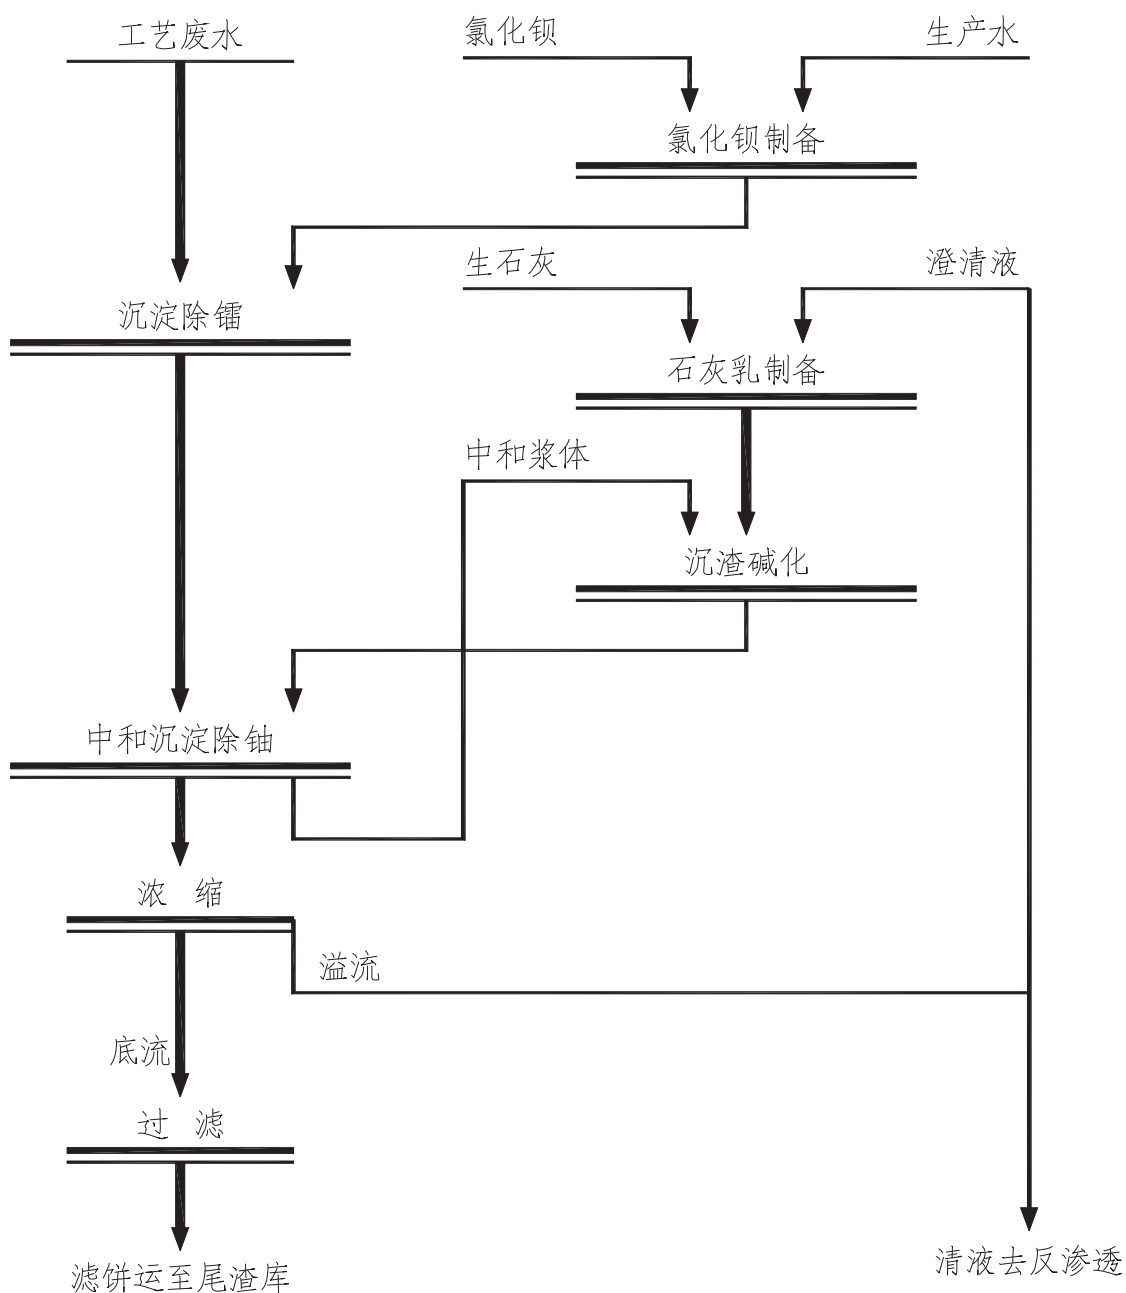 工艺废水
氯化钡
生产水
氯化钡制备
生石灰
澄清液
沉淀除镭
石灰乳制备
中和浆体
沉渣碱化
中和沉淀除铀
浓 缩
溢流
底流
过 滤
清液去反渗透
滤饼运至尾渣库